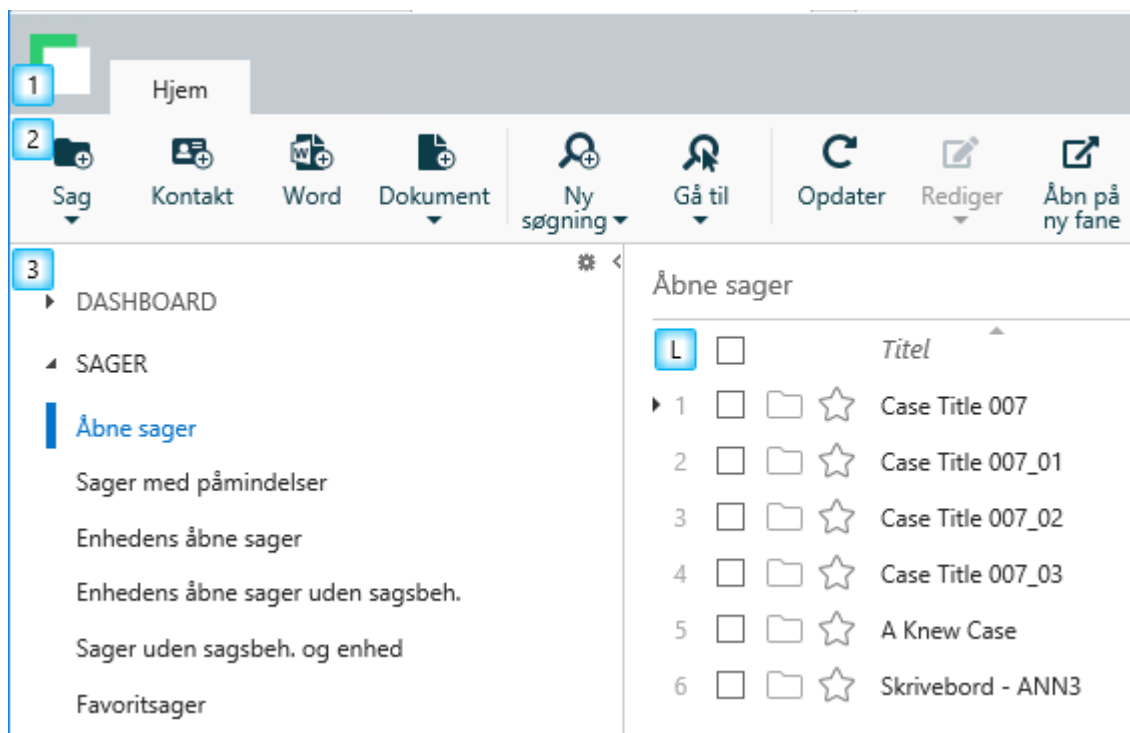 1
Hjem
2
Sag Kontakt Word Dokument Ny søgning Gå til Opdater Rediger Åbn på ny fane
3
DASHBOARD
SAGER
Åbne sager
Sager med påmindelser
Enhedens åbne sager
Enhedens åbne sager uden sagsbeh.
Sager uden sagsbeh. og enhed
Favoritsager
Åbne sager
L Titel
1 Case Title 007
2 Case Title 007_01
3 Case Title 007_02
4 Case Title 007_03
5 A Knew Case
6 Skrivebord - ANN3